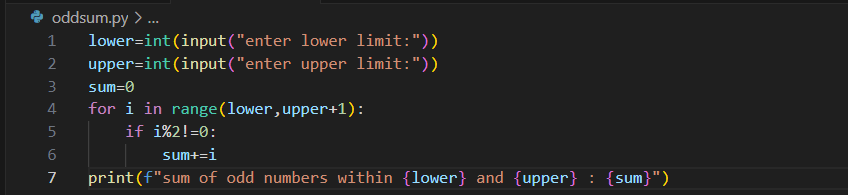 oddsum.py > ...
1 lower=int(input("enter lower limit:"))
2 upper=int(input("enter upper limit:"))
3 sum=0
4 for i in range(lower,upper+1):
5     if i%2!=0:
6         sum+=i
7 print(f"sum of odd numbers within {lower} and {upper} : {sum}")